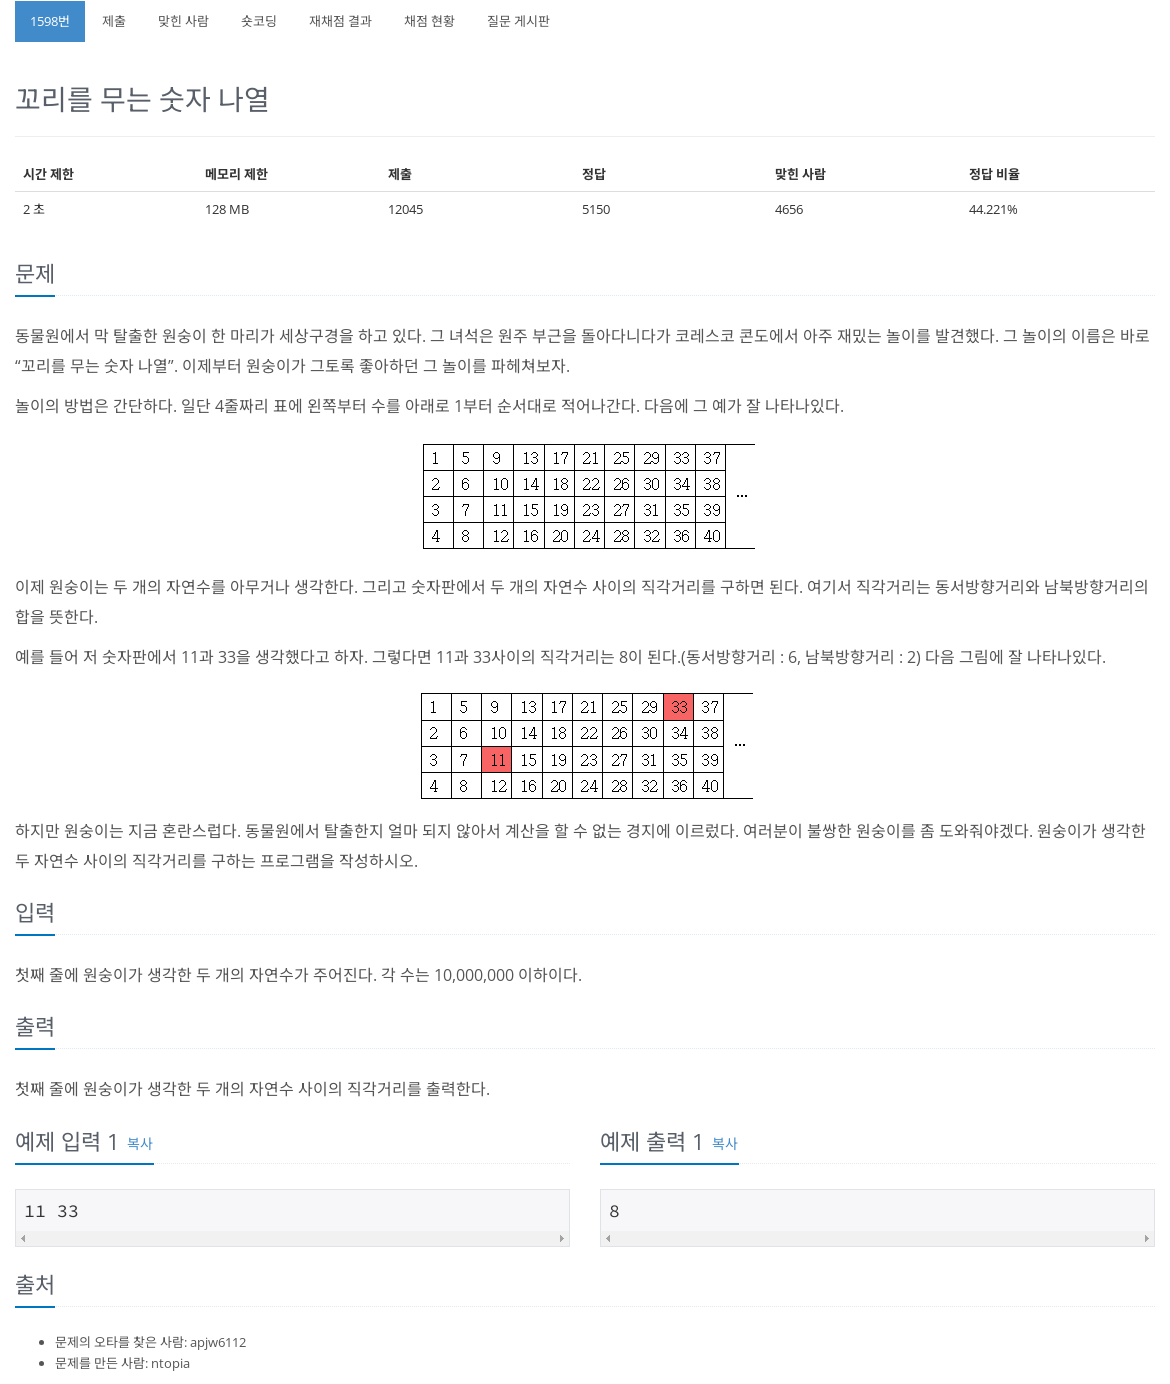 1598번 제출 맞힌 사람 숏코딩 재채점 결과 채점 현황 질문 게시판
꼬리를 무는 숫자 나열
시간 제한 메모리 제한 제출 정답 맞힌 사람 정답 비율
2 초 128 MB 12045 5150 4656 44.221%
문제
동물원에서 막 탈출한 원숭이 한 마리가 세상구경을 하고 있다. 그 녀석은 원주 부근을 돌아다니다가 코레스코 콘도에서 아주 재밌는 놀이를 발견했다. 그 놀이의 이름은 바로
“꼬리를 무는 숫자 나열”. 이제부터 원숭이가 그토록 좋아하던 그 놀이를 파헤쳐보자.
놀이의 방법은 간단하다. 일단 4줄짜리 표에 왼쪽부터 수를 아래로 1부터 순서대로 적어나간다. 다음에 그 예가 잘 나타나있다.
1 5 9 13 17 21 25 29 33 37
2 6 10 14 18 22 26 30 34 38
...
3 7 11 15 19 23 27 31 35 39
4 8 12 16 20 24 28 32 36 40
이제 원숭이는 두 개의 자연수를 아무거나 생각한다. 그리고 숫자판에서 두 개의 자연수 사이의 직각거리를 구하면 된다. 여기서 직각거리는 동서방향거리와 남북방향거리의
합을 뜻한다.
예를 들어 저 숫자판에서 11과 33을 생각했다고 하자. 그렇다면 11과 33사이의 직각거리는 8이 된다.(동서방향거리 : 6, 남북방향거리 : 2) 다음 그림에 잘 나타나있다.
1 5 9 13 17 21 25 29 33 37
2 6 10 14 18 22 26 30 34 38
...
3 7 11 15 19 23 27 31 35 39
4 8 12 16 20 24 28 32 36 40
하지만 원숭이는 지금 혼란스럽다. 동물원에서 탈출한지 얼마 되지 않아서 계산을 할 수 없는 경지에 이르렀다. 여러분이 불쌍한 원숭이를 좀 도와줘야겠다. 원숭이가 생각한
두 자연수 사이의 직각거리를 구하는 프로그램을 작성하시오.
입력
첫째 줄에 원숭이가 생각한 두 개의 자연수가 주어진다. 각 수는 10,000,000 이하이다.
출력
첫째 줄에 원숭이가 생각한 두 개의 자연수 사이의 직각거리를 출력한다.
예제 입력 1 복사
11 33
예제 출력 1 복사
8
출처
문제의 오타를 찾은 사람: apjw6112
문제를 만든 사람: ntopia